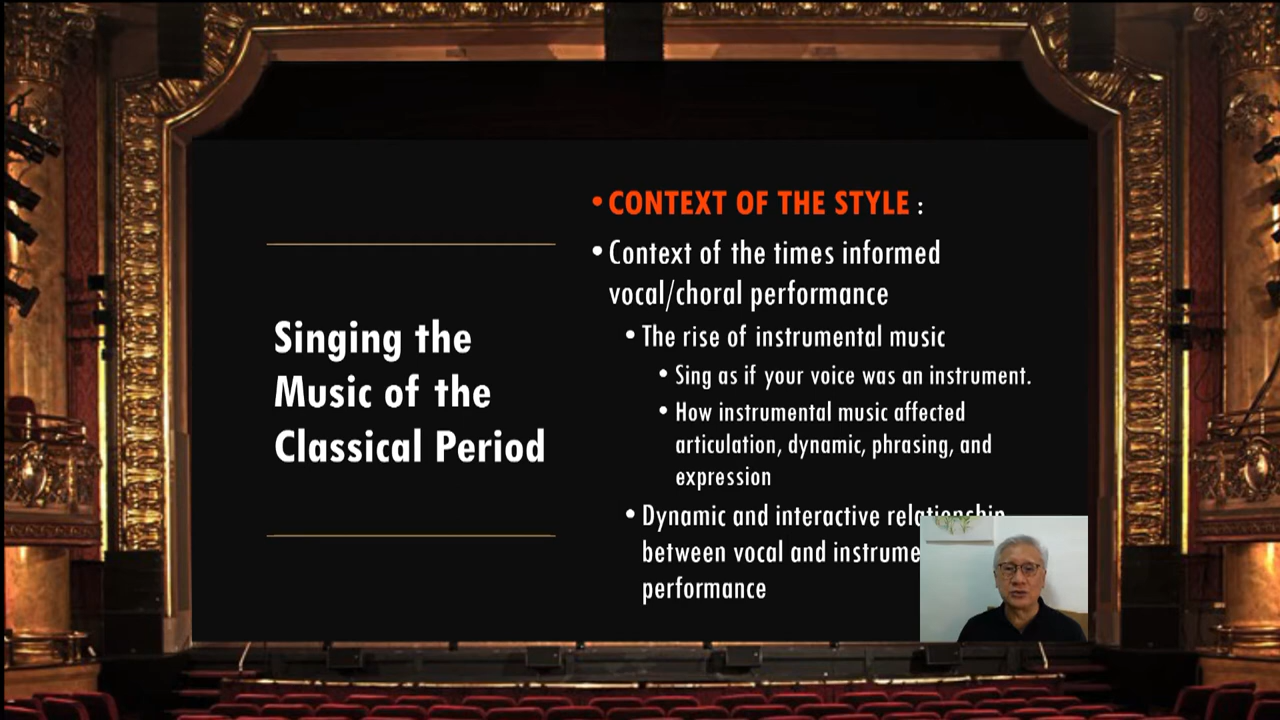 Singing the
Music of the
Classical Period
• CONTEXT OF THE STYLE :
• Context of the times informed
vocal/choral performance
• The rise of instrumental music
• Sing as if your voice was an instrument.
• How instrumental music affected
articulation, dynamic, phrasing, and
expression
• Dynamic and interactive relationship
between vocal and instrume
performance